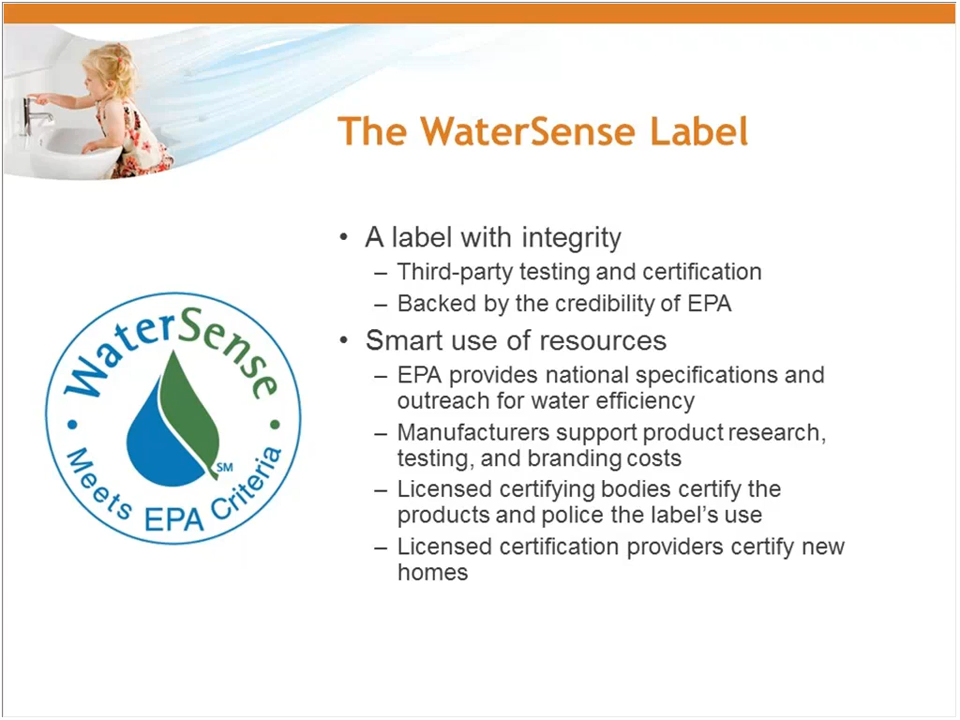 The WaterSense Label
• A label with integrity
– Third-party testing and certification
– Backed by the credibility of EPA
• Smart use of resources
– EPA provides national specifications and
outreach for water efficiency
– Manufacturers support product research,
testing, and branding costs
– Licensed certifying bodies certify the
products and police the label’s use
– Licensed certification providers certify new
homes
WaterSense
SM
• Meets EPA Criteria •